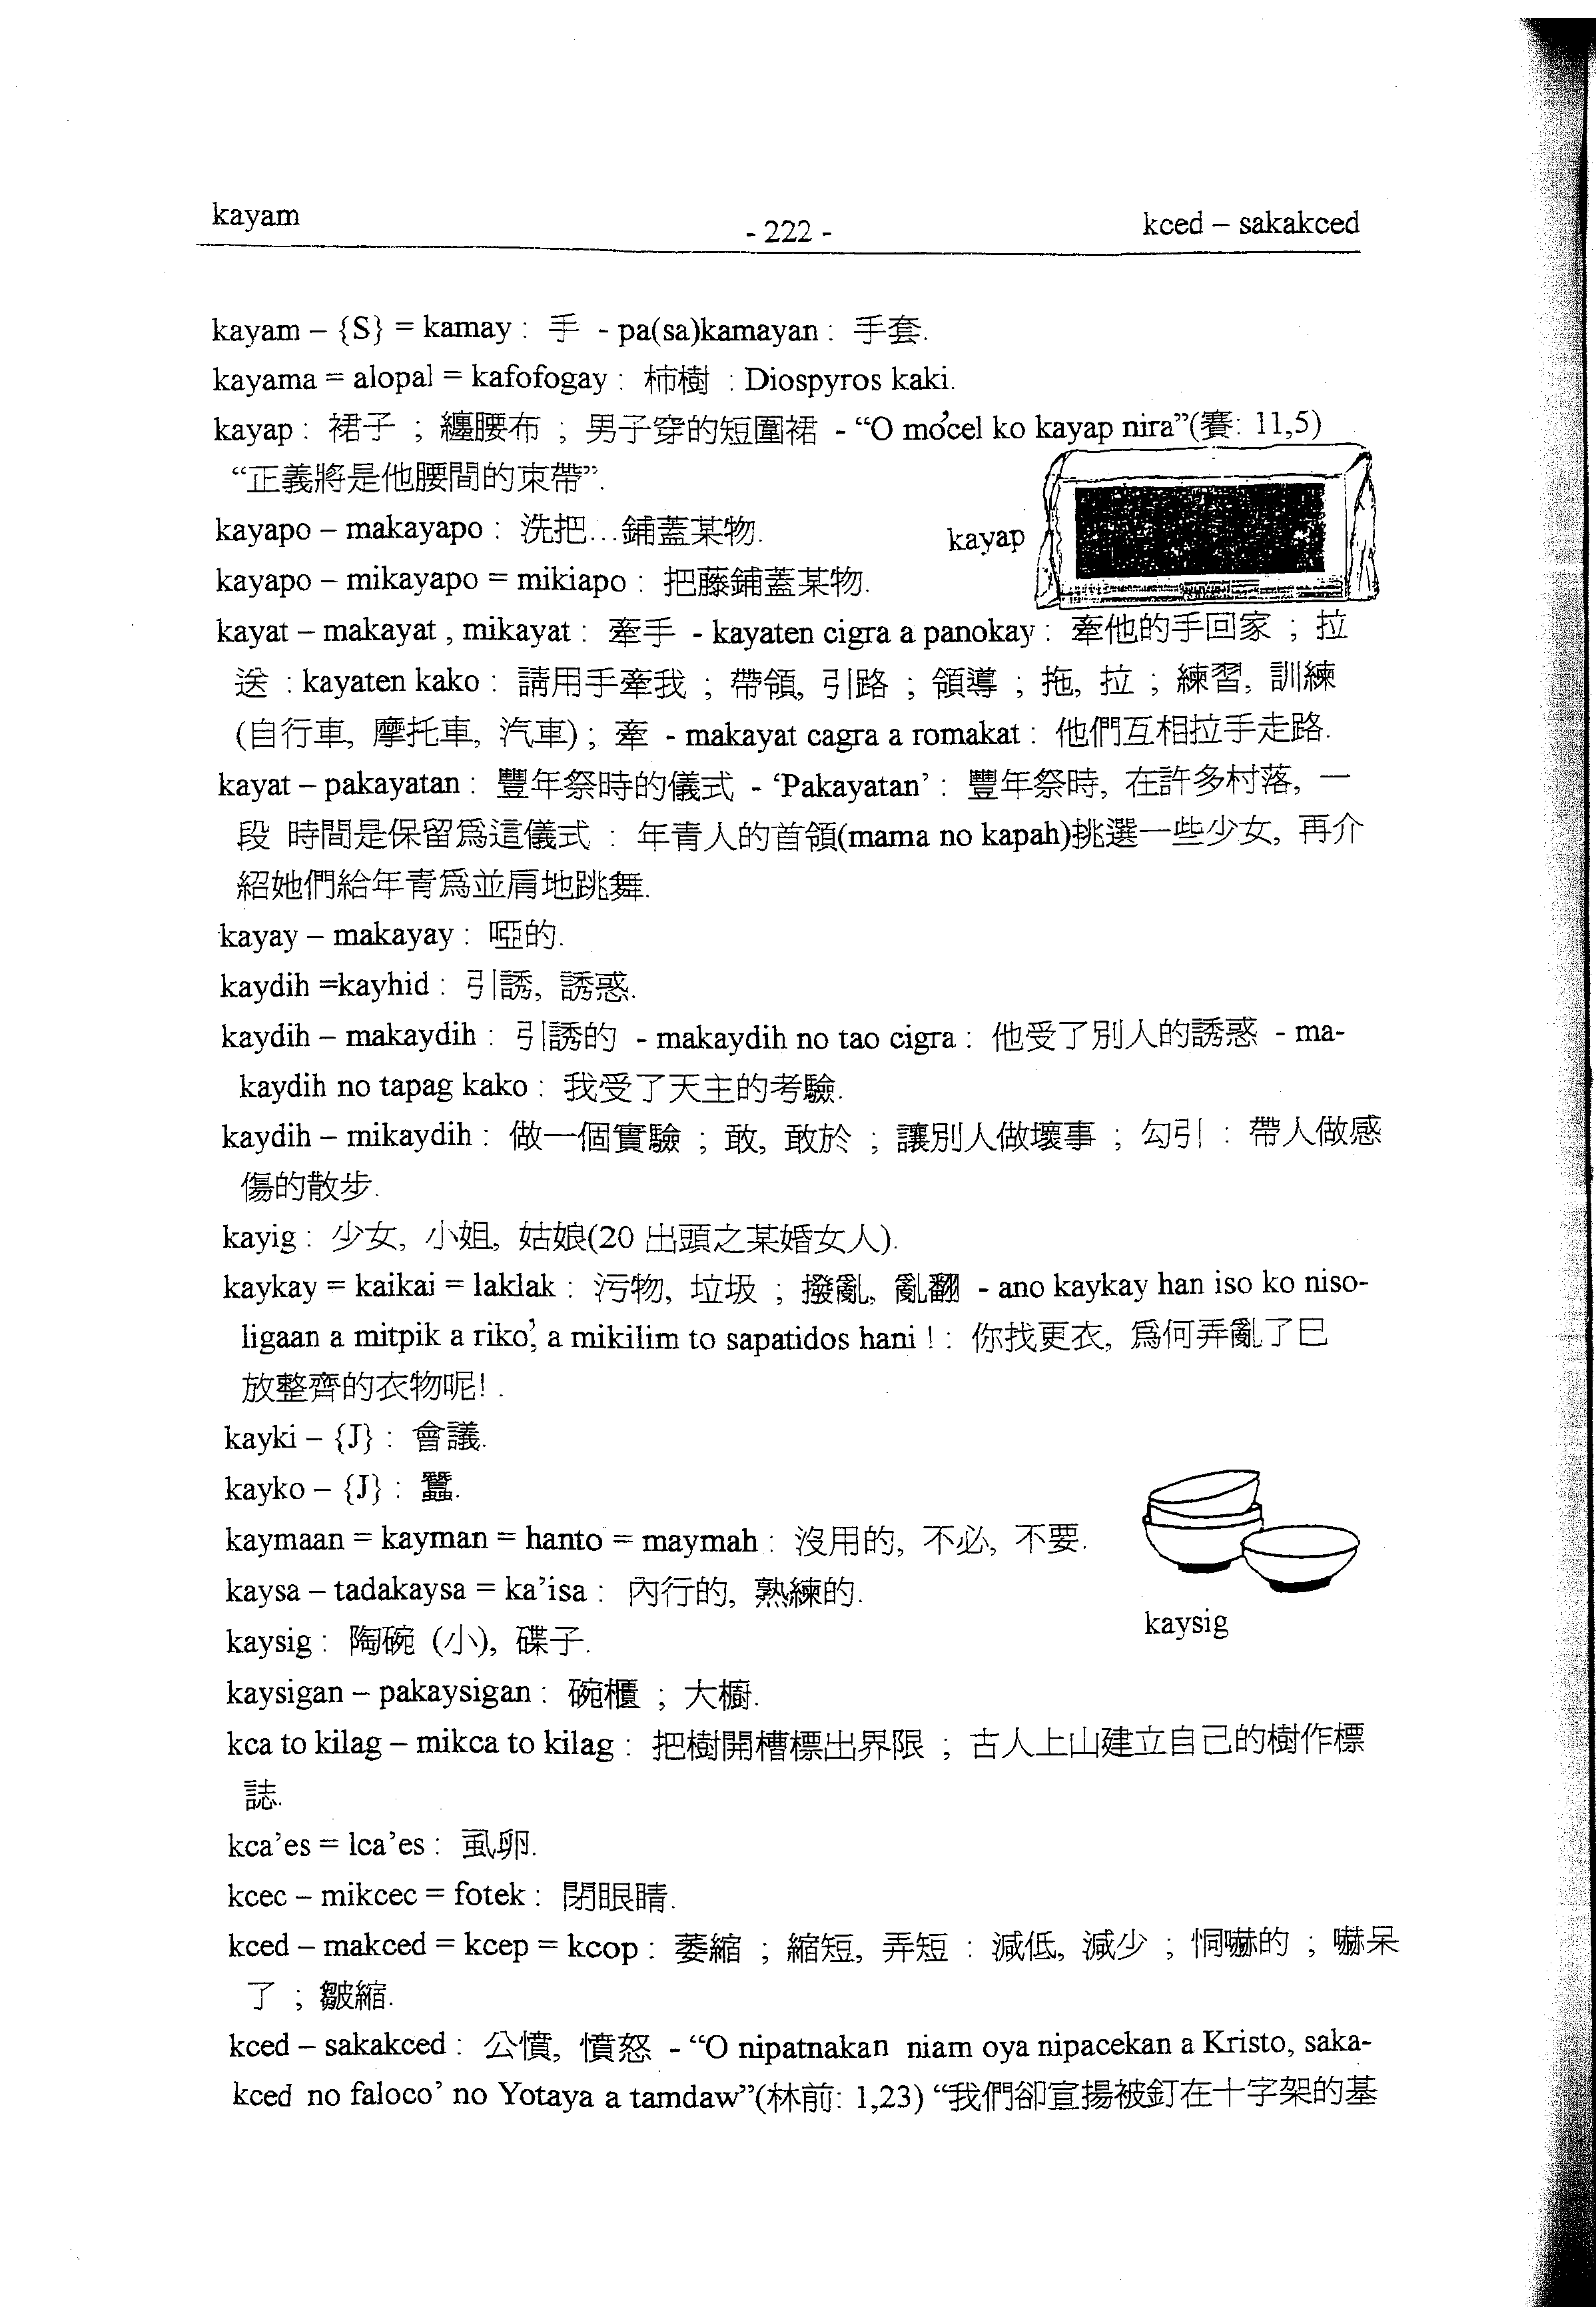 kayam
- 222 -
kced – sakakced
kayam – {S} = kamay : 手 - pa(sa)kamayan : 手套.
kayama = alopal = kafofogay : 柿樹 : Diospyros kaki.
kayap : 裙子 ; 纏腰布 ; 男子穿的短圍裙 - “O mo’cel ko kayap nira”(賽: 11,5)
“正義將是他腰間的束帶”.
kayapo – makayapo : 洗把…鋪蓋某物.
kayap
kayapo – mikayapo = mikiapo : 把藤鋪蓋某物.
kayat – makayat , mikayat : 牽手 - kayaten cigra a panokay : 牽他的手回家 ; 拉
送 : kayaten kako : 請用手牽我 ; 帶領, 引路 ; 領導 ; 拖, 拉 ; 練習, 訓練
(自行車, 摩托車, 汽車) ; 牽 - makayat cagra a romakat : 他們互相拉手走路.
kayat – pakayatan : 豐年祭時的儀式 - ‘Pakayatan’ : 豐年祭時, 在許多村落, 一
段 時間是保留爲這儀式 : 年青人的首領(mama no kapah)挑選一些少女, 再介
紹她們給年青爲並肩地跳舞.
kayay – makayay : 啞的.
kaydih =kayhid : 引誘, 誘惑.
kaydih – makaydih : 引誘的 - makaydih no tao cigra : 他受了別人的誘惑 - ma-
kaydih no tapag kako : 我受了天主的考驗.
kaydih – mikaydih : 做一個實驗 ; 敢, 敢於 ; 讓別人做壞事 ; 勾引 : 帶人做感
傷的散步.
kayig : 少女, 小姐, 姑娘(20 出頭之某婚女人).
kaykay = kaikai = laklak : 污物, 垃圾 ; 撥亂, 亂翻 - ano kaykay han iso ko niso-
ligaan a mitpik a riko’, a mikilim to sapatidos hani ! : 你找更衣, 爲何弄亂了巳
放整齊的衣物呢! .
kayki – {J} : 會議.
kayko – {J} : 蠶.
kaymaan = kayman = hanto = maymah : 沒用的, 不必, 不要.
kaysa – tadakaysa = ka’isa : 內行的, 熟練的.
kaysig
kaysig : 陶碗 (小), 碟子.
kaysigan – pakaysigan : 碗櫃 ; 大櫥.
kca to kilag – mikca to kilag : 把樹開槽標出界限 ; 古人上山建立自己的樹作標
誌.
kca’es = lca’es : 虱卵.
kcec – mikcec = fotek : 閉眼睛.
kced – makced = kcep = kcop : 萎縮 ; 縮短, 弄短 : 減低, 減少 ; 恫嚇的 ; 嚇呆
了 ; 皺縮.
kced – sakakced : 公憤, 憤怒 - “O nipatnakan niam oya nipacekan a Kristo, saka-
kced no faloco’ no Yotaya a tamdaw”(林前: 1,23) “我們卻宣揚被釘在十字架的基